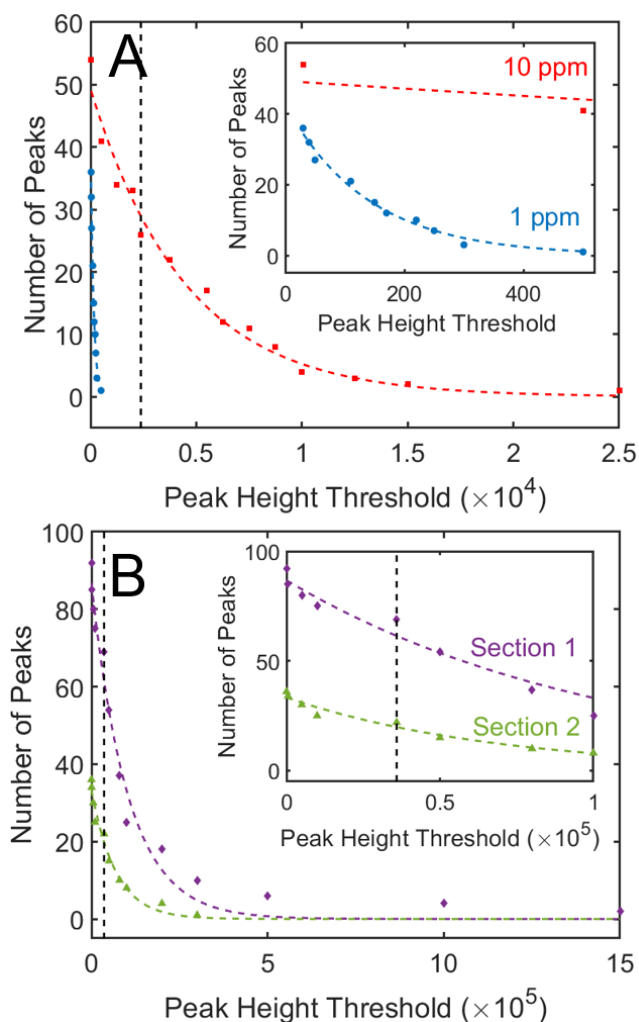 A
60
50
40
30
20
10
0
Number of Peaks
0
0.5
1
1.5
2
2.5
Peak Height Threshold (×10⁴)
60
40
20
0
Number of Peaks
10 ppm
1 ppm
0
200
400
Peak Height Threshold
B
100
80
60
40
20
0
Number of Peaks
0
5
10
15
Peak Height Threshold (×10⁵)
100
50
0
Number of Peaks
Section 1
Section 2
0
0.5
1
Peak Height Threshold (×10⁵)